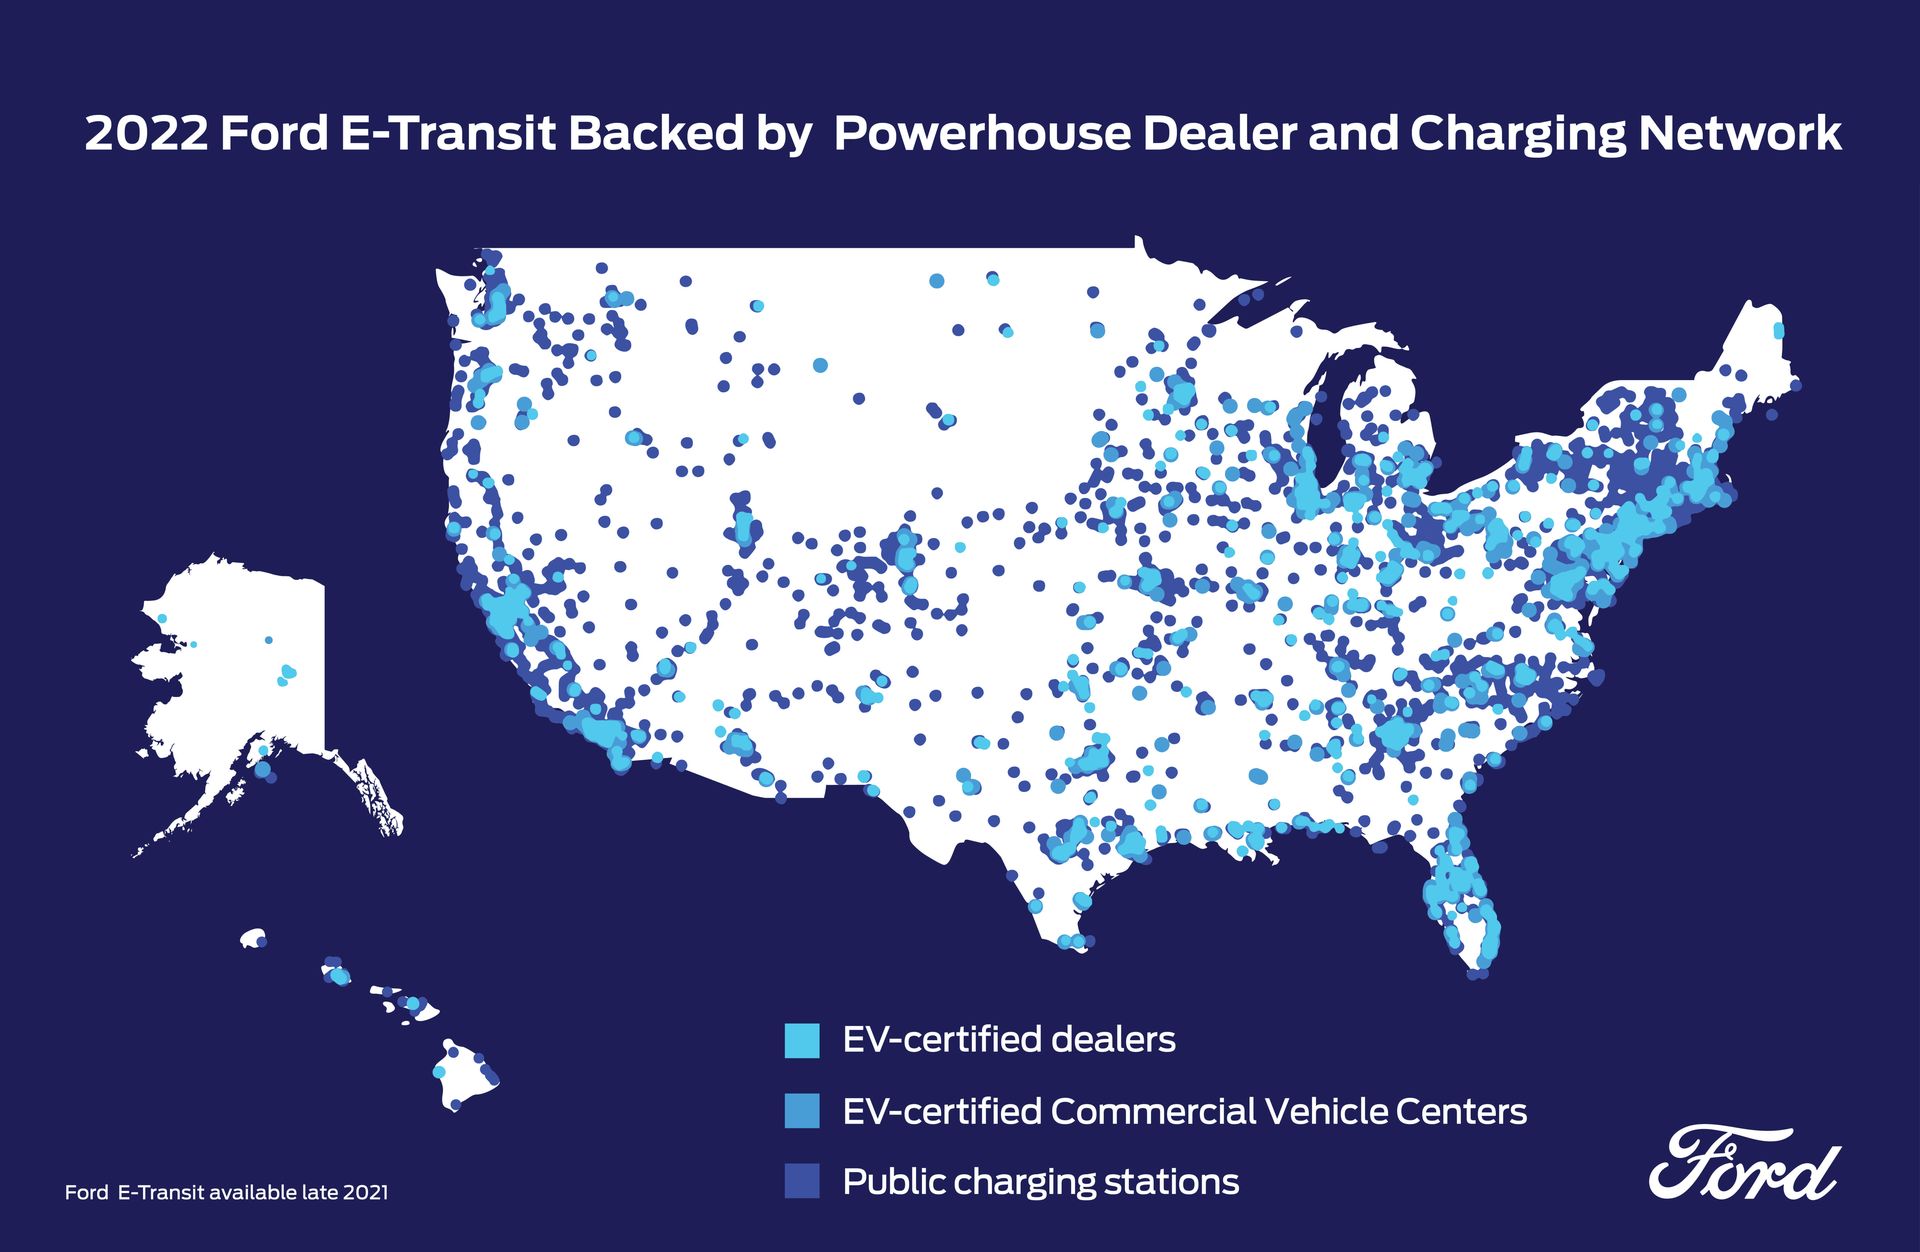 2022 Ford E-Transit Backed by  Powerhouse Dealer and Charging Network
EV-certified dealers
EV-certified Commercial Vehicle Centers
Public charging stations
Ford  E-Transit available late 2021
Ford